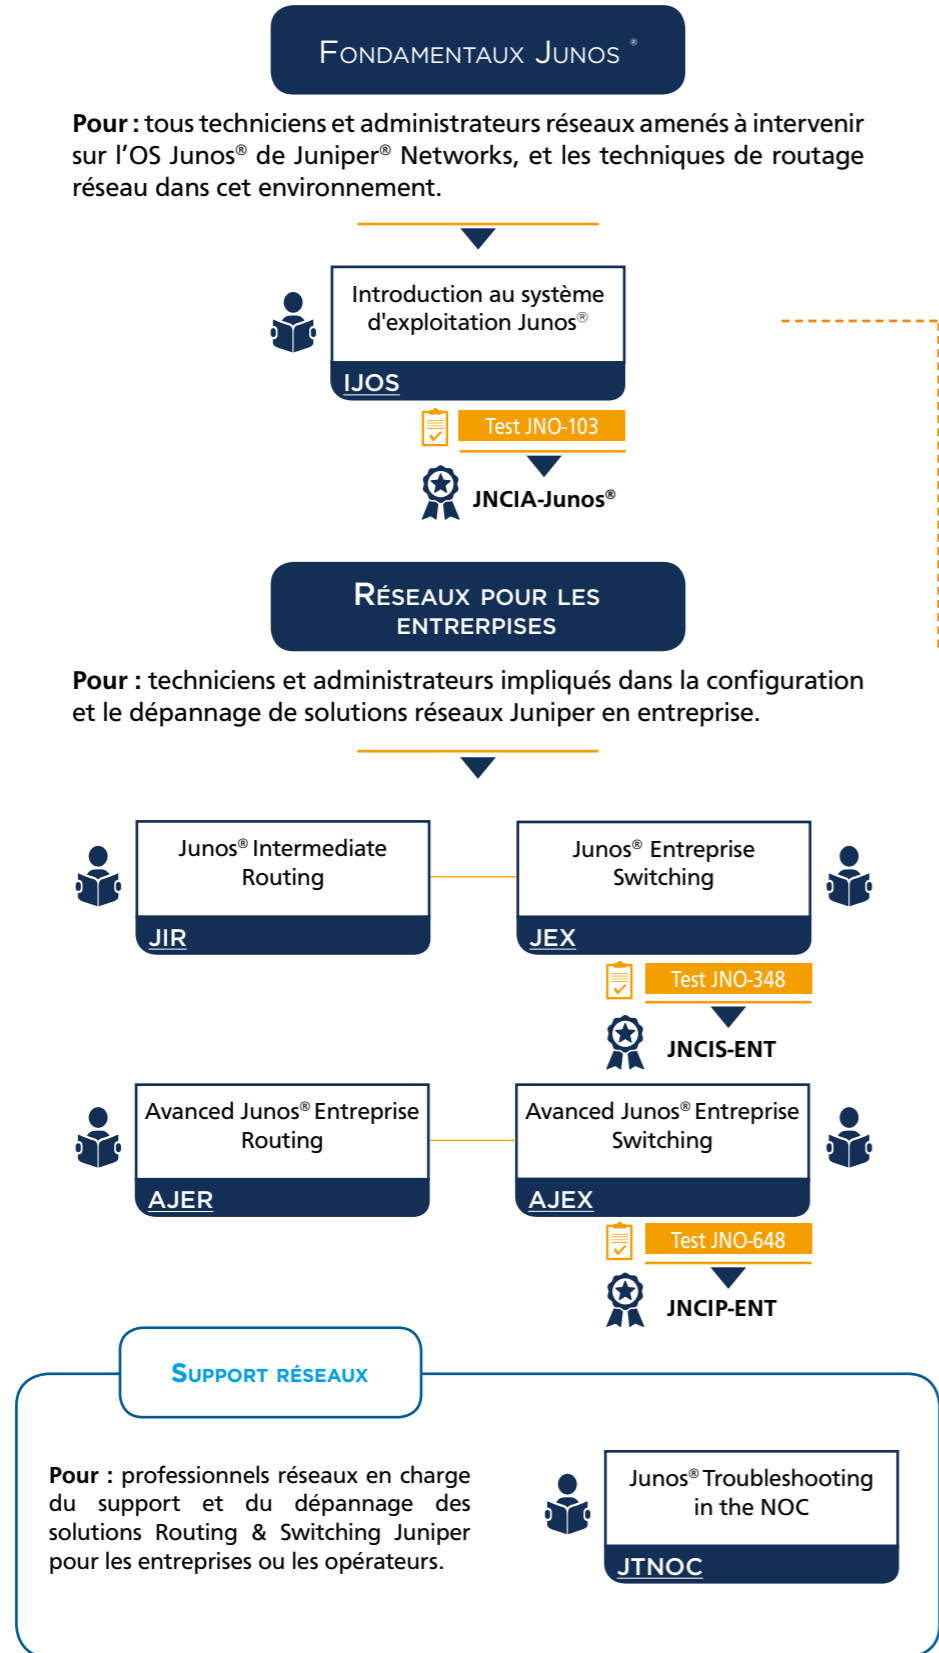 FONDAMENTAUX JUNOS ®
Pour : tous techniciens et administrateurs réseaux amenés à intervenir
sur l'OS Junos® de Juniper® Networks, et les techniques de routage
réseau dans cet environnement.
Introduction au système
d'exploitation Junos®
IJOS
Test JNO-103
JNCIA-Junos®
RÉSEAUX POUR LES
ENTRERPISES
Pour : techniciens et administrateurs impliqués dans la configuration
et le dépannage de solutions réseaux Juniper en entreprise.
Junos® Intermediate
Routing
JIR
Junos® Entreprise
Switching
JEX
Test JNO-348
JNCIS-ENT
Avanced Junos® Entreprise
Routing
AJER
Avanced Junos® Entreprise
Switching
AJEX
Test JNO-648
JNCIP-ENT
SUPPORT RÉSEAUX
Pour : professionnels réseaux en charge
du support et du dépannage des
solutions Routing & Switching Juniper
pour les entreprises ou les opérateurs.
Junos® Troubleshooting
in the NOC
JTNOC